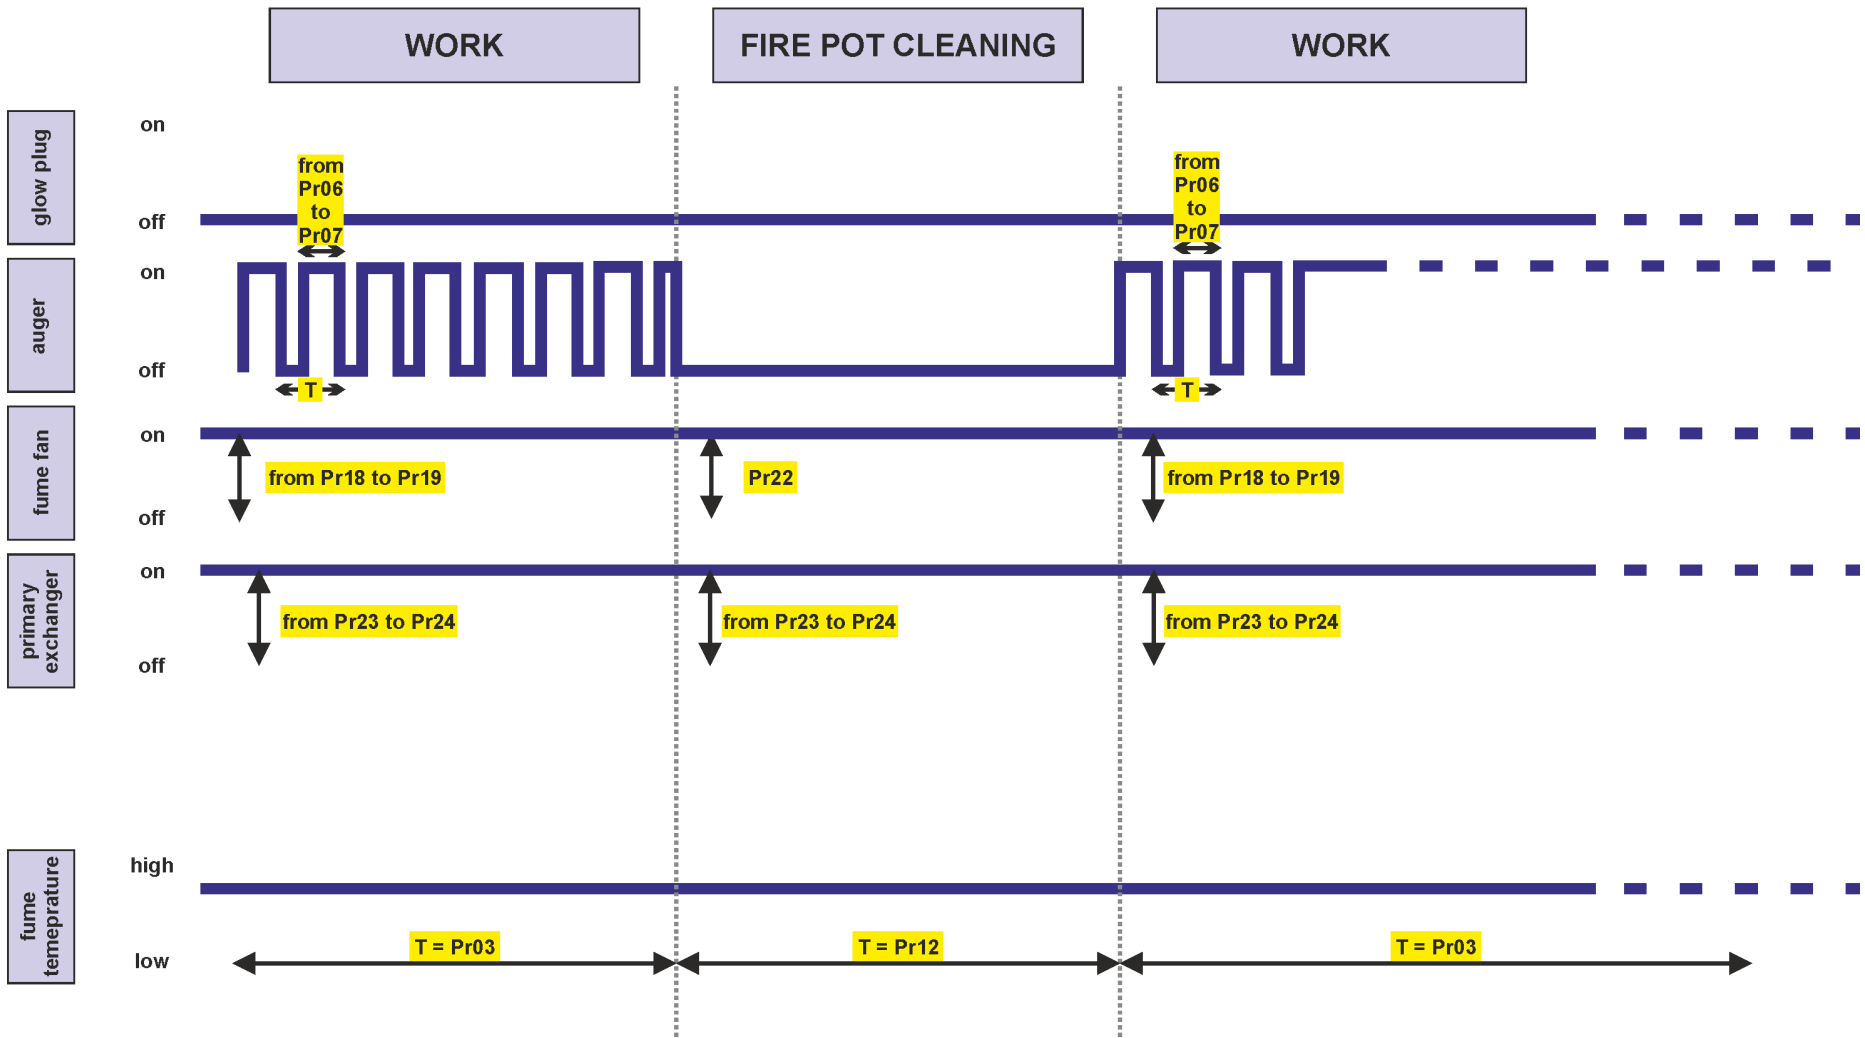 WORK
FIRE POT CLEANING
WORK
glow plug
on
off
from
Pr06
to
Pr07
from
Pr06
to
Pr07
auger
on
off
T
T
fume fan
on
off
from Pr18 to Pr19
Pr22
from Pr18 to Pr19
primary
exchanger
on
off
from Pr23 to Pr24
from Pr23 to Pr24
from Pr23 to Pr24
fume
temeprature
high
low
T = Pr03
T = Pr12
T = Pr03